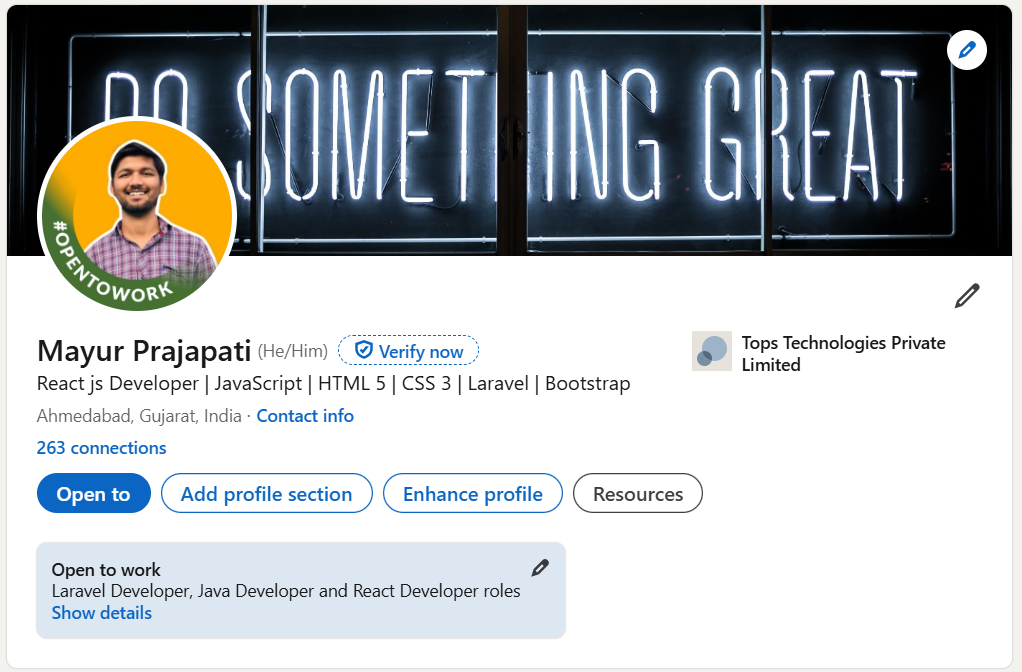 DO SOMETHING GREAT
#OPENTOWORK
Mayur Prajapati (He/Him) Verify now
React js Developer | JavaScript | HTML 5 | CSS 3 | Laravel | Bootstrap
Ahmedabad, Gujarat, India · Contact info
263 connections
Tops Technologies Private
Limited
Open to Add profile section Enhance profile Resources
Open to work
Laravel Developer, Java Developer and React Developer roles
Show details